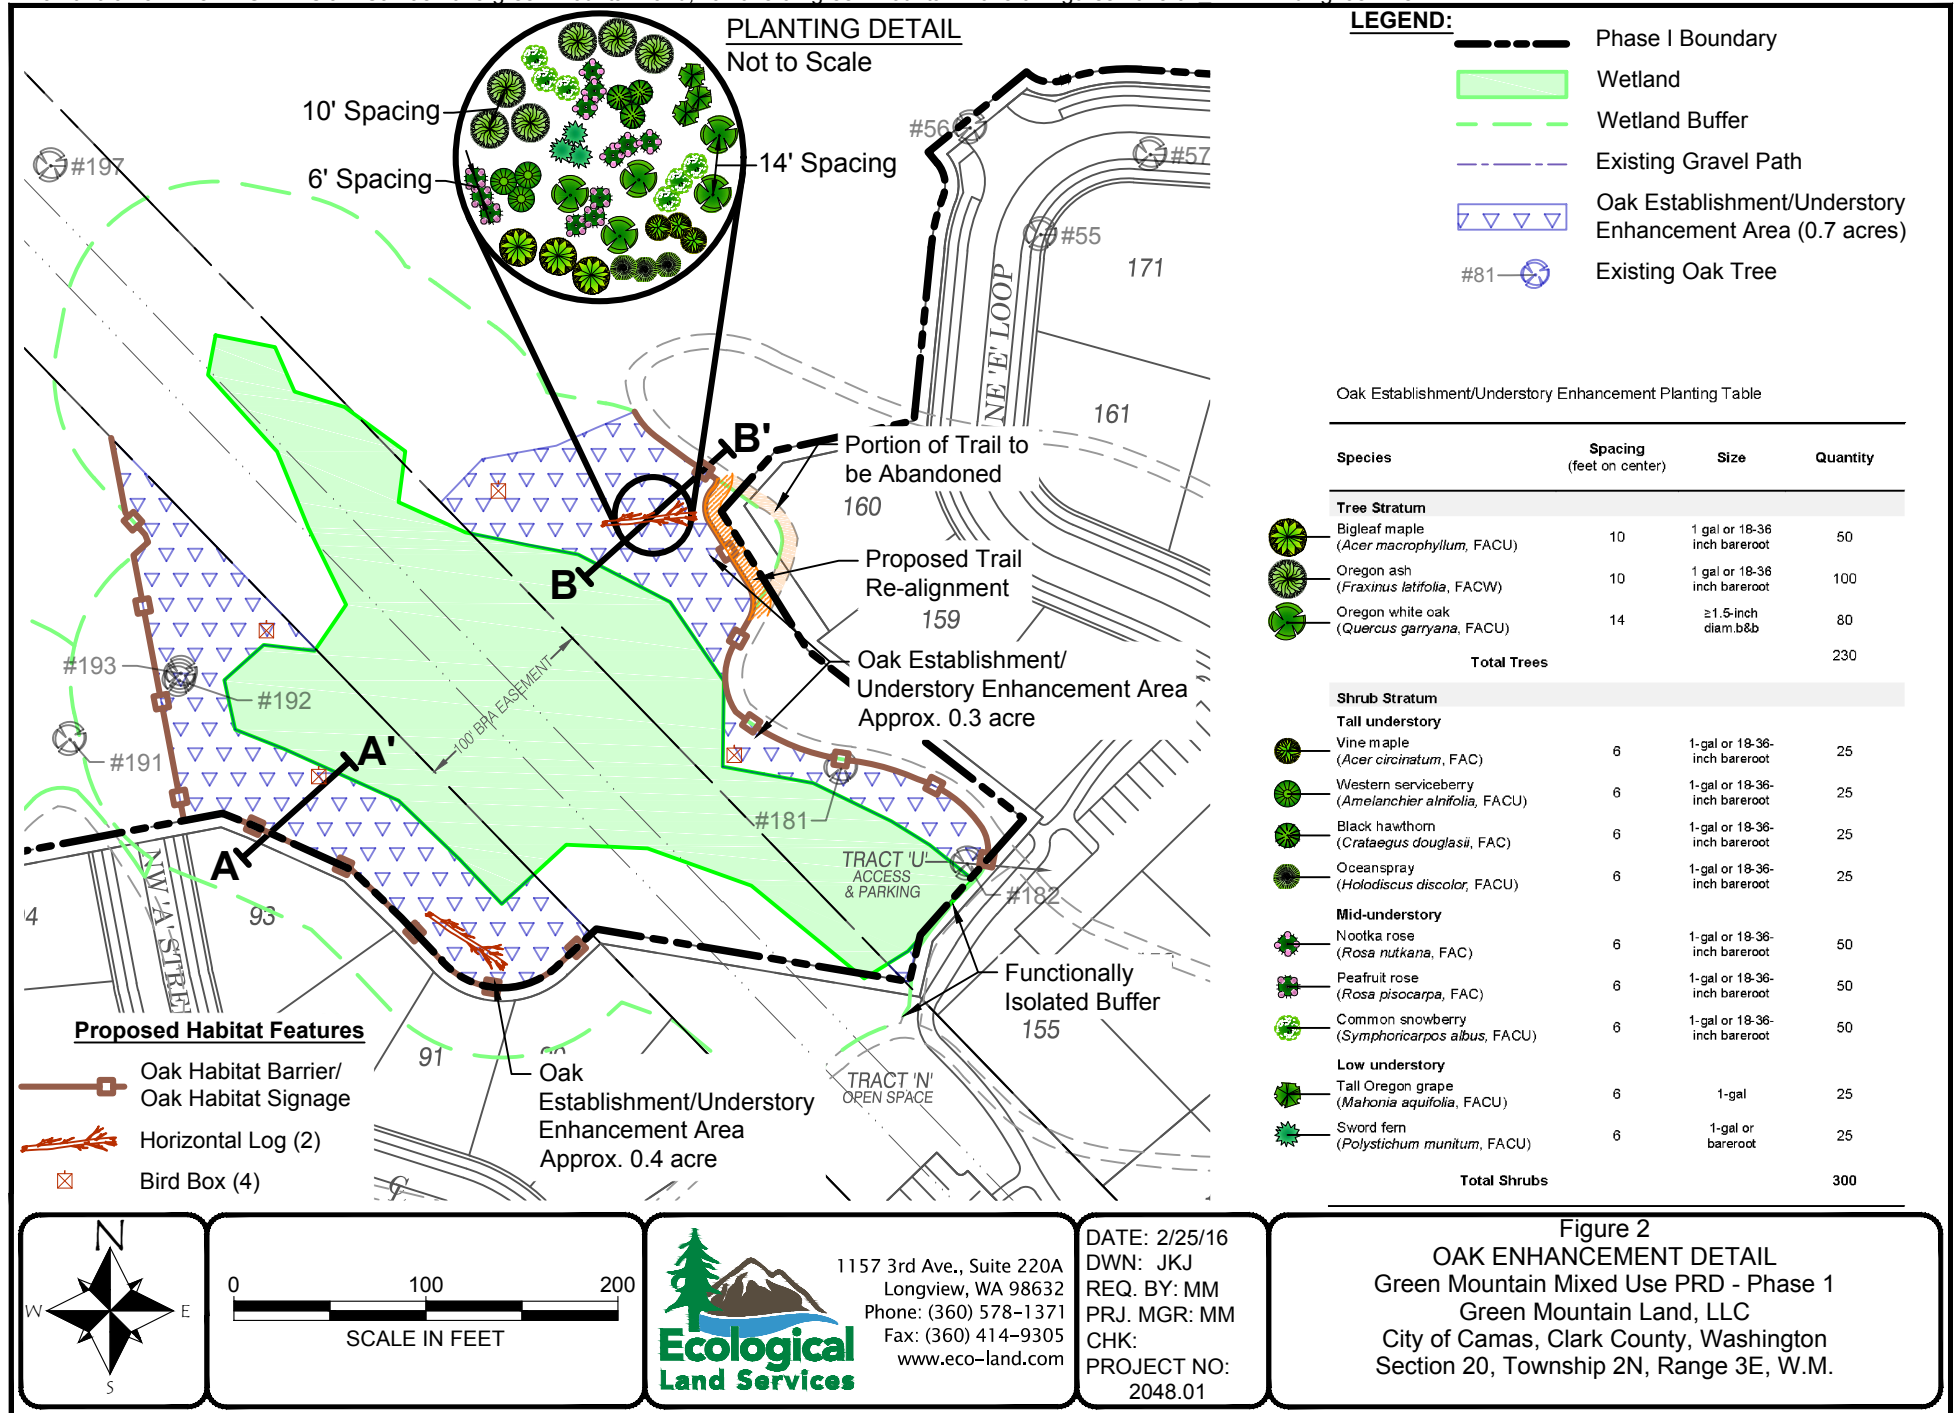 PLANTING DETAIL
Not to Scale
10' Spacing
6' Spacing
14' Spacing
#197
#56
#57
#55
171
161
NE 'E' LOOP
B'
B
Portion of Trail to
be Abandoned
160
Proposed Trail
Re-alignment
159
Oak Establishment/
Understory Enhancement Area
Approx. 0.3 acre
100' BPA EASEMENT
#193
#192
#191
A'
A
#181
TRACT 'U'
ACCESS
& PARKING
#182
93
NW 'A' STREET
Functionally
Isolated Buffer
155
91
TRACT 'N'
OPEN SPACE
Oak
Establishment/Understory
Enhancement Area
Approx. 0.4 acre
Proposed Habitat Features
Oak Habitat Barrier/
Oak Habitat Signage
Horizontal Log (2)
Bird Box (4)
LEGEND:
Phase I Boundary
Wetland
Wetland Buffer
Existing Gravel Path
Oak Establishment/Understory
Enhancement Area (0.7 acres)
#81
Existing Oak Tree
Oak Establishment/Understory Enhancement Planting Table
Species Spacing (feet on center) Size Quantity
Tree Stratum
Bigleaf maple (Acer macrophyllum, FACU) 10 1 gal or 18-36 inch bareroot 50
Oregon ash (Fraxinus latifolia, FACW) 10 1 gal or 18-36 inch bareroot 100
Oregon white oak (Quercus garryana, FACU) 14 ≥1.5-inch diam.b&b 80
Total Trees 230
Shrub Stratum
Tall understory
Vine maple (Acer circinatum, FAC) 6 1-gal or 18-36-inch bareroot 25
Western serviceberry (Amelanchier alnifolia, FACU) 6 1-gal or 18-36-inch bareroot 25
Black hawthorn (Crataegus douglasii, FAC) 6 1-gal or 18-36-inch bareroot 25
Oceanspray (Holodiscus discolor, FACU) 6 1-gal or 18-36-inch bareroot 25
Mid-understory
Nootka rose (Rosa nutkana, FAC) 6 1-gal or 18-36-inch bareroot 50
Peafruit rose (Rosa pisocarpa, FAC) 6 1-gal or 18-36-inch bareroot 50
Common snowberry (Symphoricarpos albus, FACU) 6 1-gal or 18-36-inch bareroot 50
Low understory
Tall Oregon grape (Mahonia aquifolia, FACU) 6 1-gal 25
Sword fern (Polystichum munitum, FACU) 6 1-gal or bareroot 25
Total Shrubs 300
N
W
E
S
0 100 200
SCALE IN FEET
Ecological
Land Services
1157 3rd Ave., Suite 220A
Longview, WA 98632
Phone: (360) 578-1371
Fax: (360) 414-9305
www.eco-land.com
DATE: 2/25/16
DWN: JKJ
REQ. BY: MM
PRJ. MGR: MM
CHK:
PROJECT NO:
2048.01
Figure 2
OAK ENHANCEMENT DETAIL
Green Mountain Mixed Use PRD - Phase 1
Green Mountain Land, LLC
City of Camas, Clark County, Washington
Section 20, Township 2N, Range 3E, W.M.